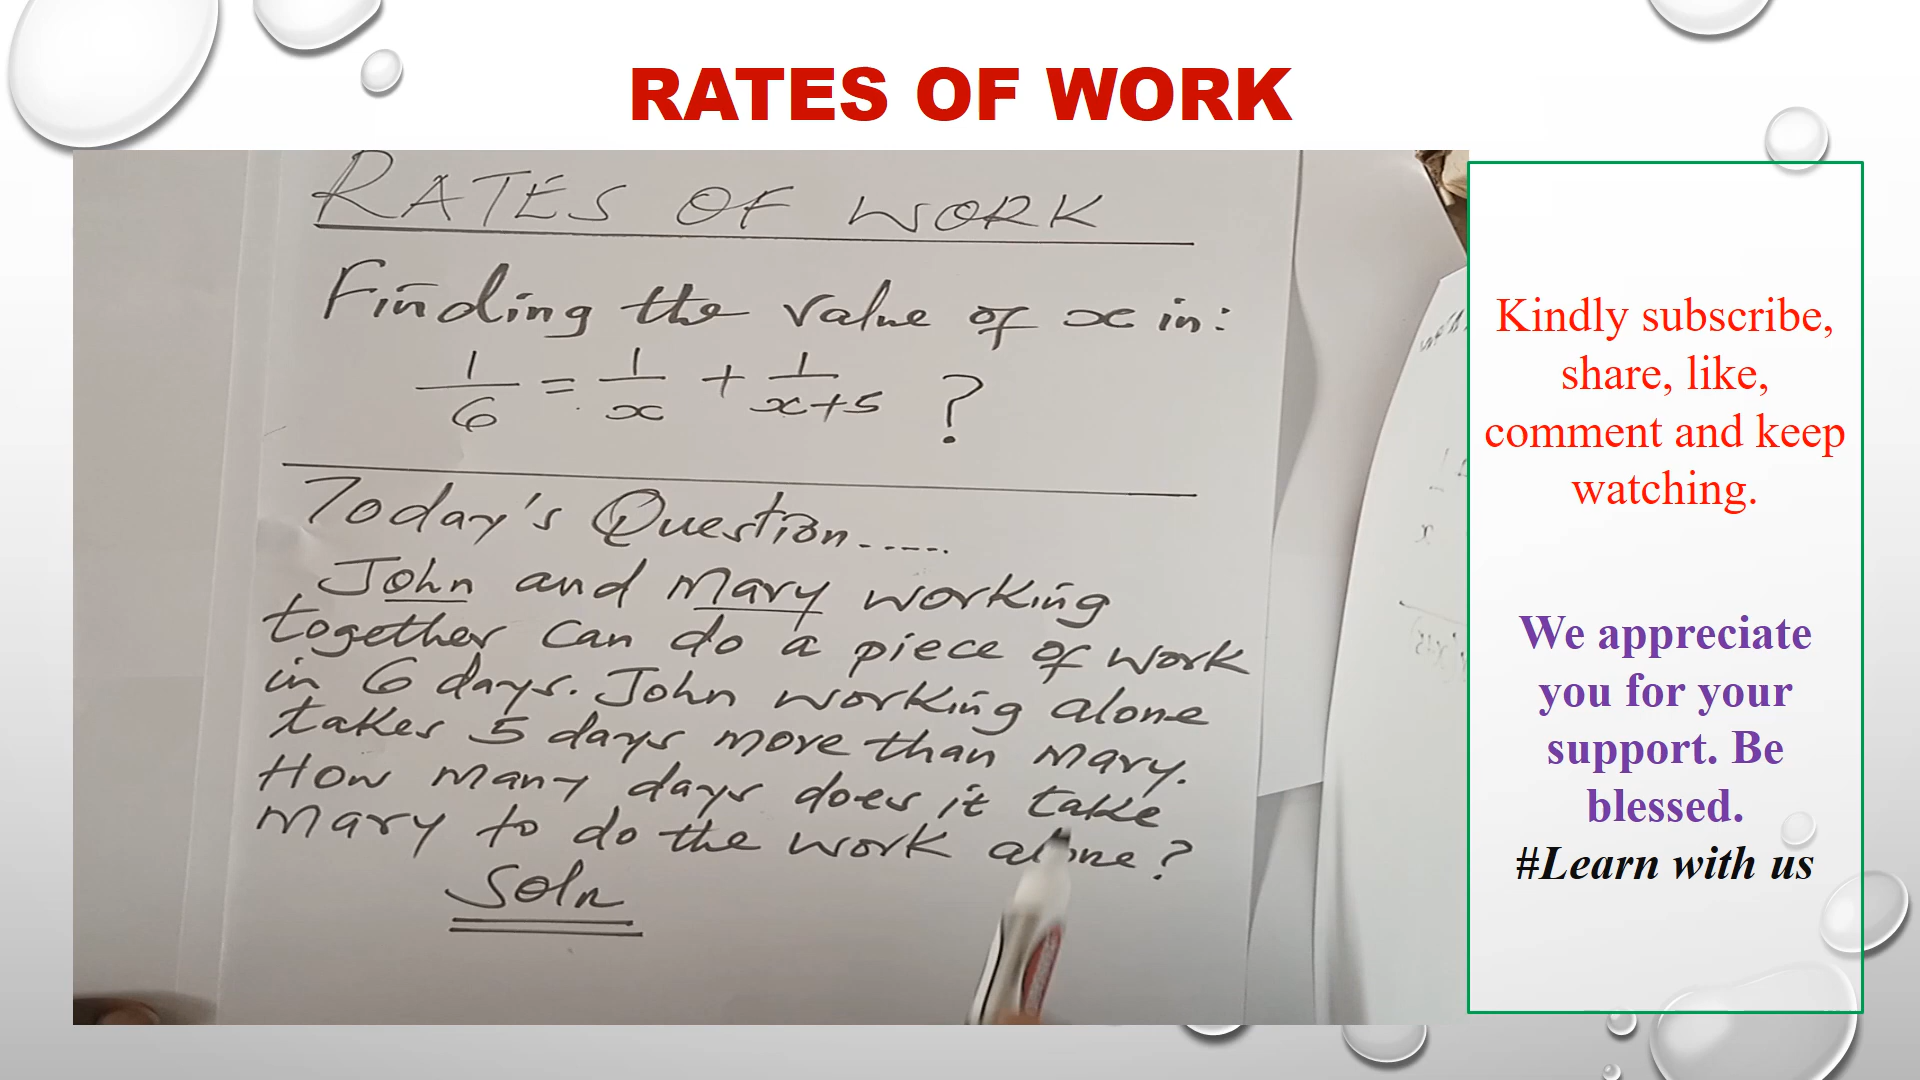 RATES OF WORK
RATES OF WORK
Finding the value of x in:
1/6 = 1/x + 1/x+5 ?
Today's Question......
John and Mary working
together can do a piece of work
in 6 days. John working alone
takes 5 days more than Mary.
How many days does it take
Mary to do the work alone?
Soln
Kindly subscribe,
share, like,
comment and keep
watching.
We appreciate
you for your
support. Be
blessed.
#Learn with us